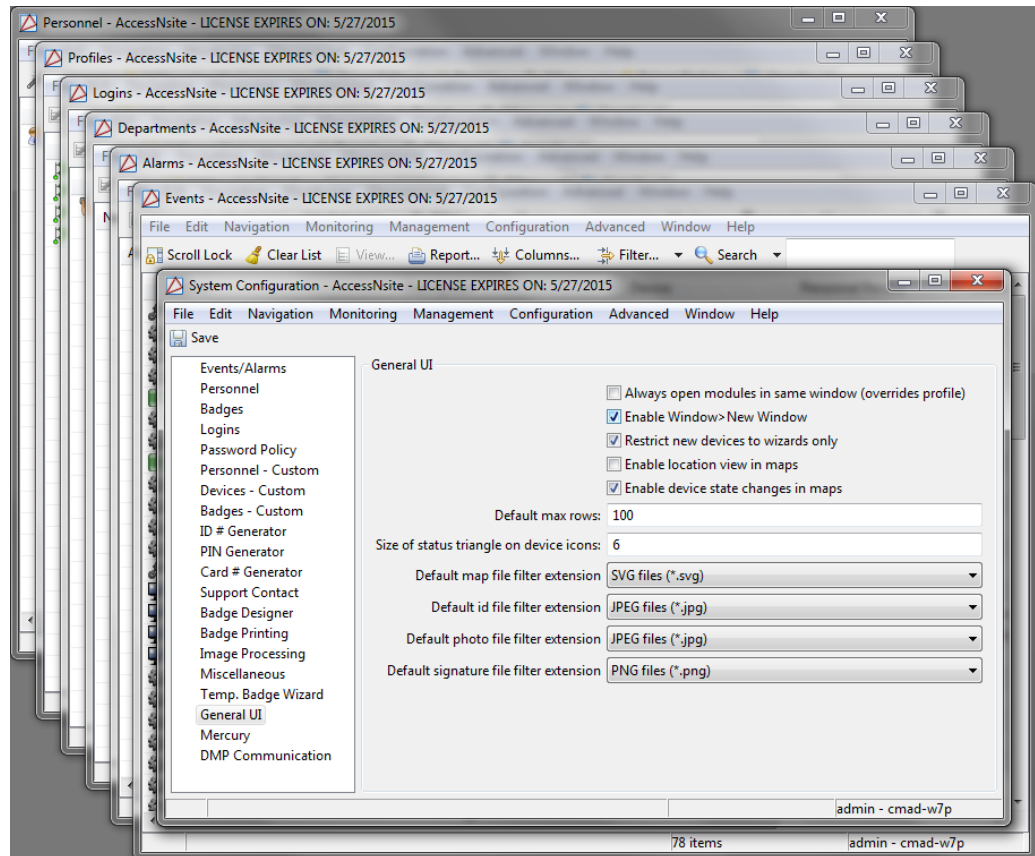 Personnel - AccessNsite - LICENSE EXPIRES ON: 5/27/2015
Profiles - AccessNsite - LICENSE EXPIRES ON: 5/27/2015
Logins - AccessNsite - LICENSE EXPIRES ON: 5/27/2015
Departments - AccessNsite - LICENSE EXPIRES ON: 5/27/2015
Alarms - AccessNsite - LICENSE EXPIRES ON: 5/27/2015
Events - AccessNsite - LICENSE EXPIRES ON: 5/27/2015
File Edit Navigation Monitoring Management Configuration Advanced Window Help
Scroll Lock Clear List View... Report... Columns... Filter... Search
System Configuration - AccessNsite - LICENSE EXPIRES ON: 5/27/2015
File Edit Navigation Monitoring Management Configuration Advanced Window Help
Save
Events/Alarms
Personnel
Badges
Logins
Password Policy
Personnel - Custom
Devices - Custom
Badges - Custom
ID # Generator
PIN Generator
Card # Generator
Support Contact
Badge Designer
Badge Printing
Image Processing
Miscellaneous
Temp. Badge Wizard
General UI
Mercury
DMP Communication
General UI
Always open modules in same window (overrides profile)
Enable Window>New Window
Restrict new devices to wizards only
Enable location view in maps
Enable device state changes in maps
Default max rows: 100
Size of status triangle on device icons: 6
Default map file filter extension SVG files (*.svg)
Default id file filter extension JPEG files (*.jpg)
Default photo file filter extension JPEG files (*.jpg)
Default signature file filter extension PNG files (*.png)
admin - cmad-w7p
78 items admin - cmad-w7p